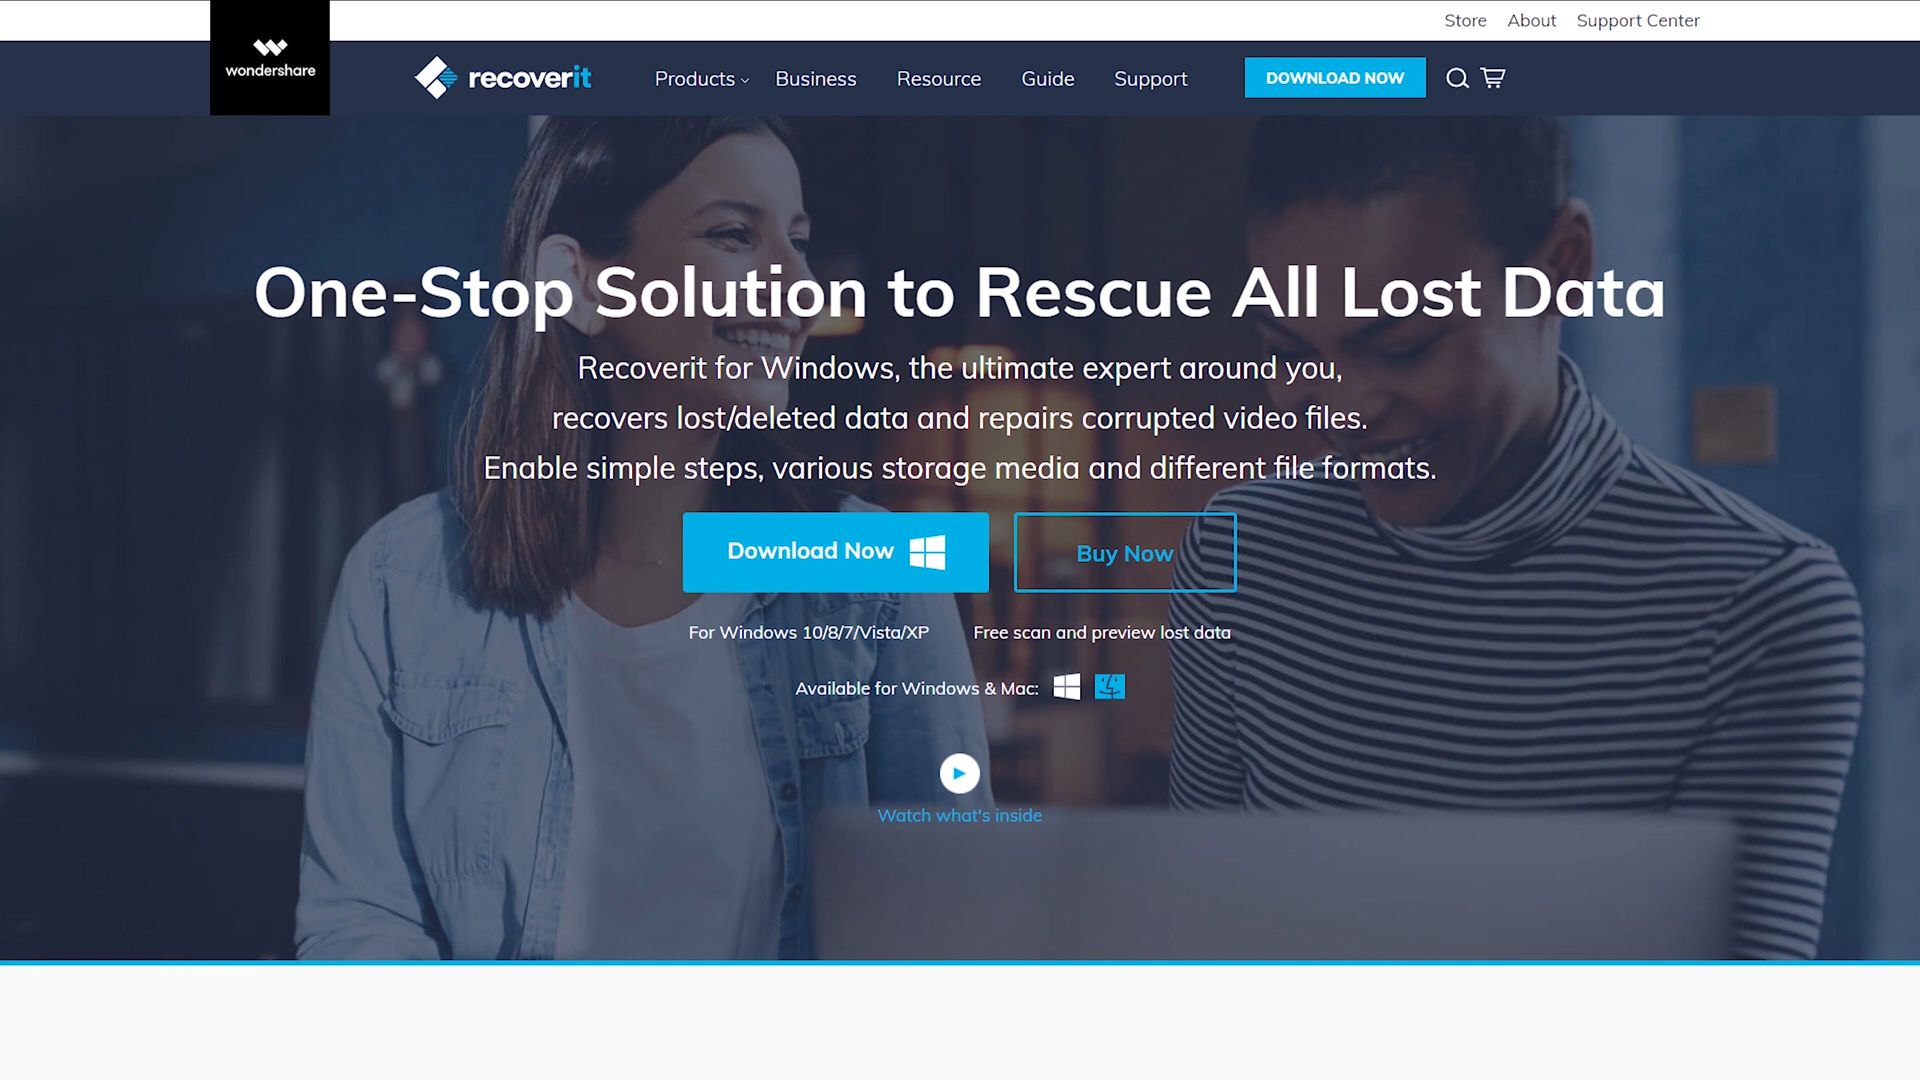 Store About Support Center
wondershare
recoverit Products Business Resource Guide Support DOWNLOAD NOW
One-Stop Solution to Rescue All Lost Data
Recoverit for Windows, the ultimate expert around you,
recovers lost/deleted data and repairs corrupted video files.
Enable simple steps, various storage media and different file formats.
Download Now Buy Now
For Windows 10/8/7/Vista/XP Free scan and preview lost data
Available for Windows & Mac:
Watch what's inside